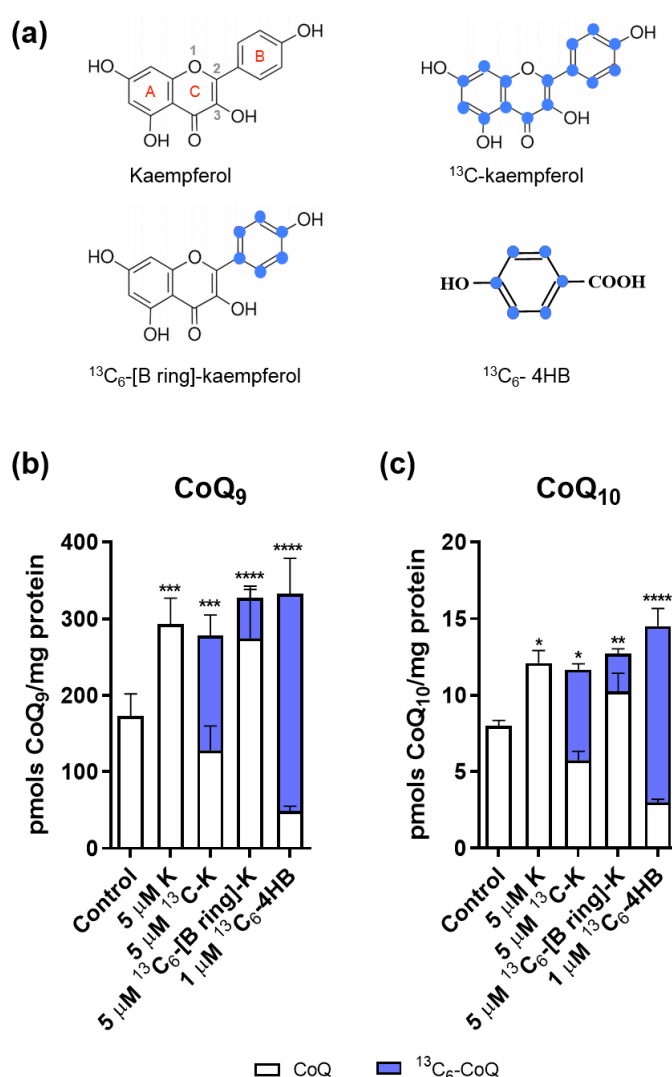 (a)
OH
HO
O
1
2
3
A
B
C
OH
OH
O
Kaempferol
OH
HO
O
OH
OH
O
¹³C-kaempferol
OH
HO
O
OH
OH
O
¹³C₆-[B ring]-kaempferol
HO
COOH
¹³C₆- 4HB
(b)
CoQ₉
pmols CoQ₉/mg protein
400
300
200
100
0
***
***
****
****
Control
5 μM K
5 μM ¹³C-K
5 μM ¹³C₆-[B ring]-K
1 μM ¹³C₆-4HB
(c)
CoQ₁₀
pmols CoQ₁₀/mg protein
20
15
10
5
0
*
*
**
****
Control
5 μM K
5 μM ¹³C-K
5 μM ¹³C₆-[B ring]-K
1 μM ¹³C₆-4HB
CoQ
¹³C₆-CoQ